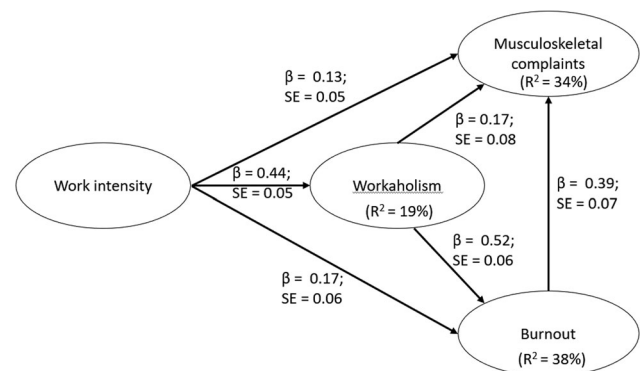 Musculoskeletal
complaints
(R² = 34%)
β = 0.13;
SE = 0.05
β = 0.17;
SE = 0.08
Work intensity
β = 0.44;
SE = 0.05
Workaholism
(R² = 19%)
β = 0.39;
SE = 0.07
β = 0.52;
SE = 0.06
β = 0.17;
SE = 0.06
Burnout
(R² = 38%)